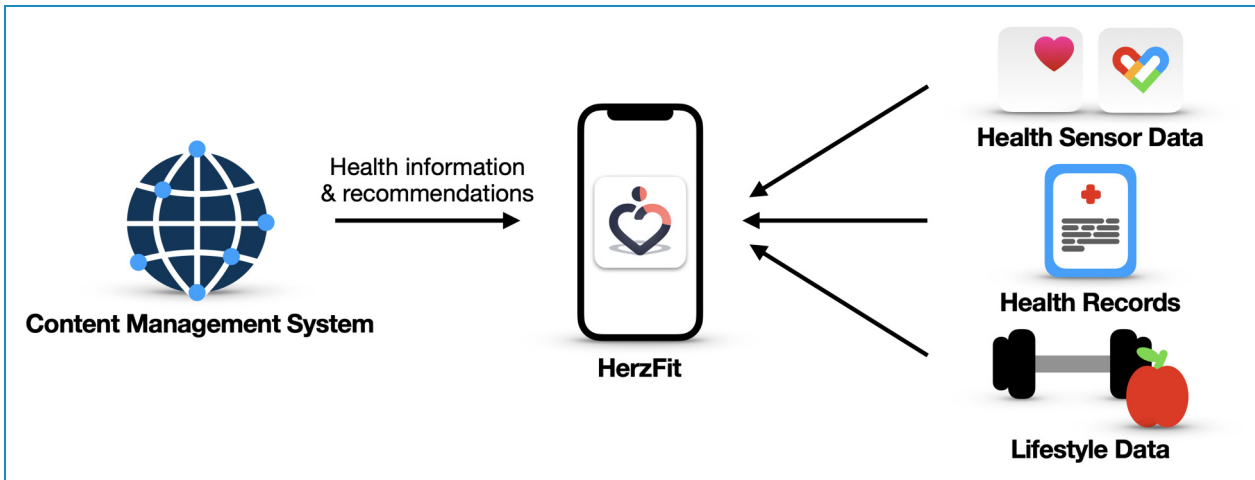 Health information
& recommendations
Content Management System
HerzFit
Health Sensor Data
Health Records
Lifestyle Data